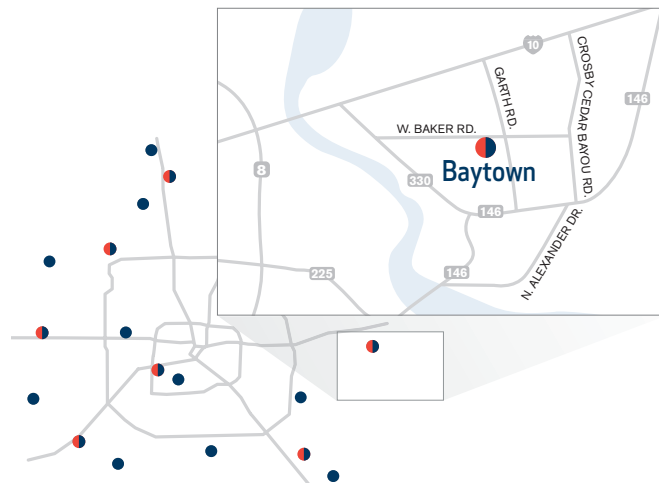 10
CROSBY CEDAR BAYOU RD.
GARTH RD.
146
W. BAKER RD.
8
Baytown
330
146
N. ALEXANDER DR.
225
146